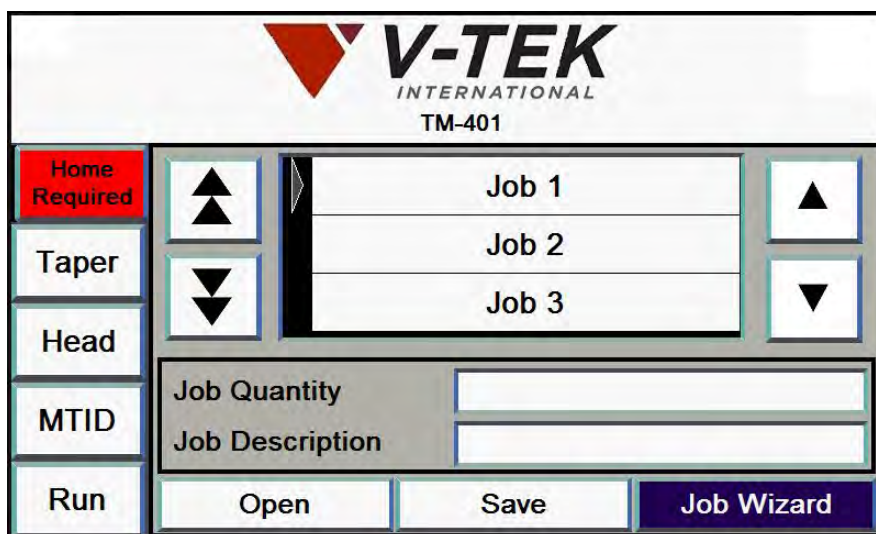 V-TEK
INTERNATIONAL
TM-401
Home
Required
Taper
Head
MTID
Run
Job 1
Job 2
Job 3
Job Quantity
Job Description
Open
Save
Job Wizard